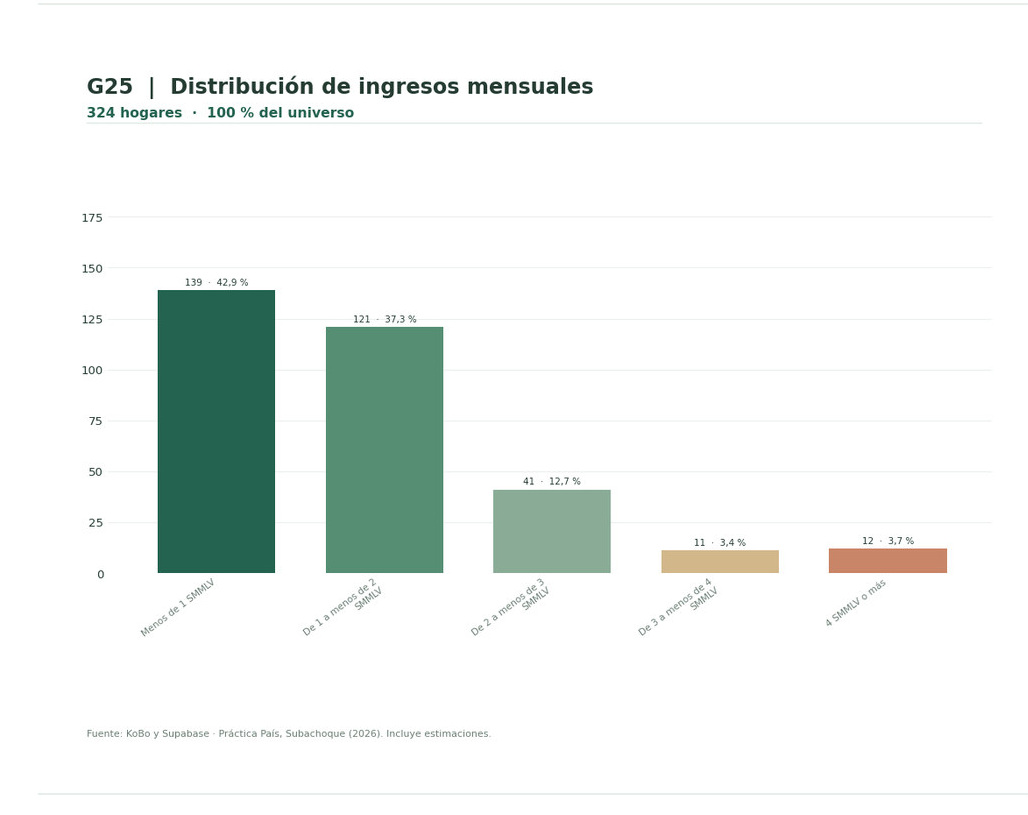 G25 | Distribución de ingresos mensuales
324 hogares · 100 % del universo
175
150
125
100
75
50
25
0
139 · 42,9 %
121 · 37,3 %
41 · 12,7 %
11 · 3,4 %
12 · 3,7 %
Menos de 1 SMMLV
De 1 a menos de 2
SMMLV
De 2 a menos de 3
SMMLV
De 3 a menos de 4
SMMLV
4 SMMLV o más
Fuente: KoBo y Supabase · Práctica País, Subachoque (2026). Incluye estimaciones.